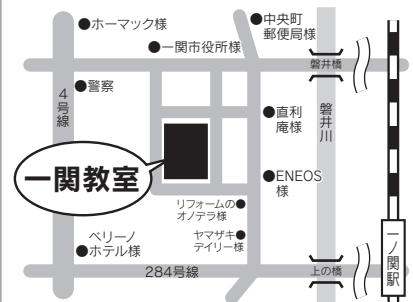 ●ホーマック様
●中央町
郵便局様
●一関市役所様
磐井橋
●警察
4号線
●直利
庵様
磐井川
一関教室
●ENEOS
様
リフォームの●
オノデラ様
ヤマザキ●
デイリー様
ベリーノ
●ホテル様
284号線
上の橋
一ノ関駅